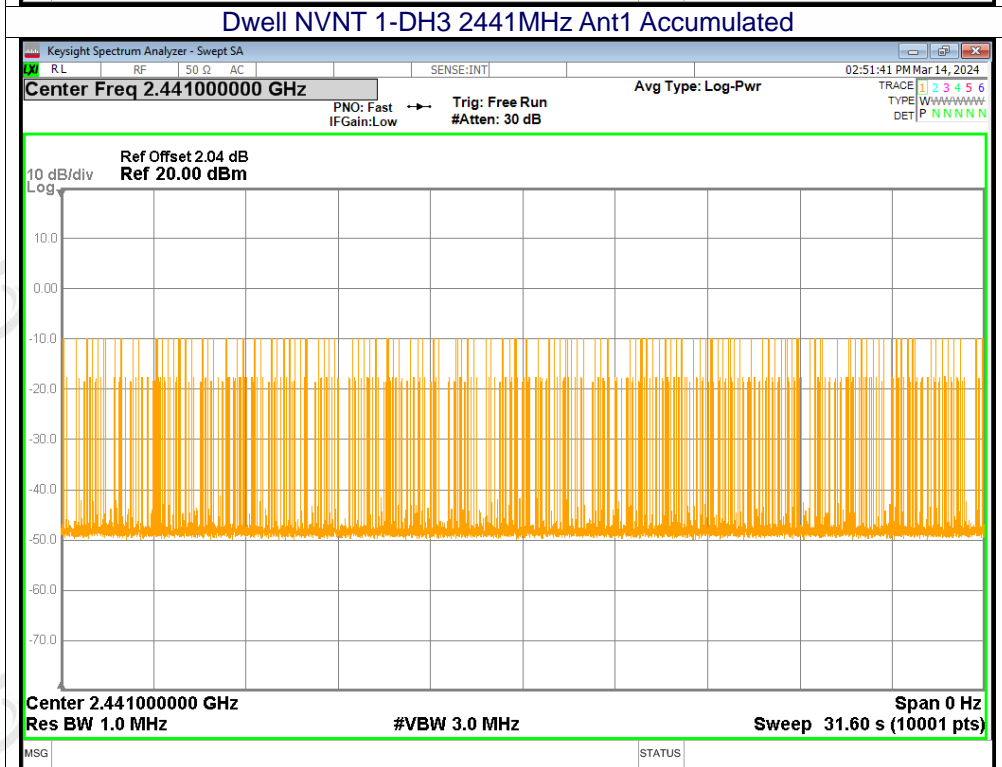 Dwell NVNT 1-DH3 2441MHz Ant1 Accumulated
Keysight Spectrum Analyzer - Swept SA
LXI RL RF 50 Ω AC SENSE:INT 02:51:41 PM Mar 14, 2024
Center Freq 2.441000000 GHz Avg Type: Log-Pwr TRACE 1 2 3 4 5 6
PNO: Fast Trig: Free Run TYPE WWWWWWW
IFGain:Low #Atten: 30 dB DET P N N N N N
Ref Offset 2.04 dB
10 dB/div Ref 20.00 dBm
Log
10.0
0.00
-10.0
-20.0
-30.0
-40.0
-50.0
-60.0
-70.0
Center 2.441000000 GHz Span 0 Hz
Res BW 1.0 MHz #VBW 3.0 MHz Sweep 31.60 s (10001 pts)
MSG STATUS